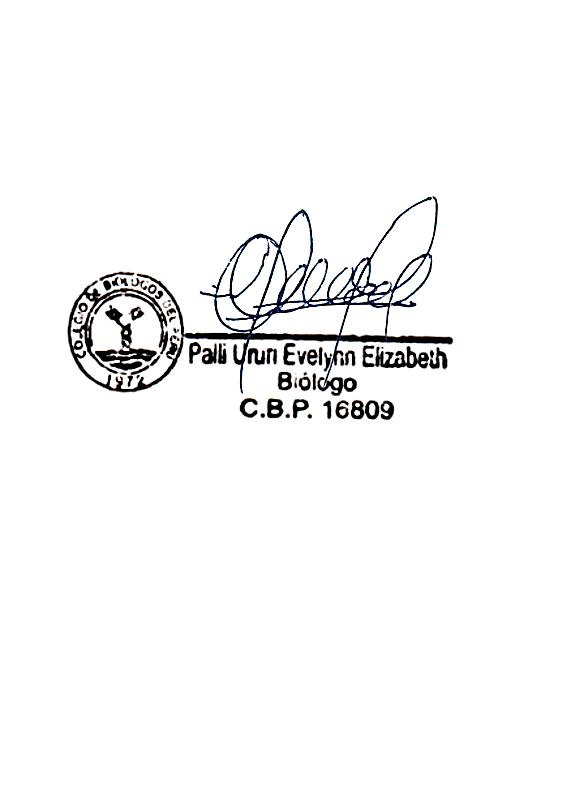 COLEGIO DE BIOLOGOS DEL PERU
1972
Palli Ururi Evelynn Elizabeth
Biólogo
C.B.P. 16809